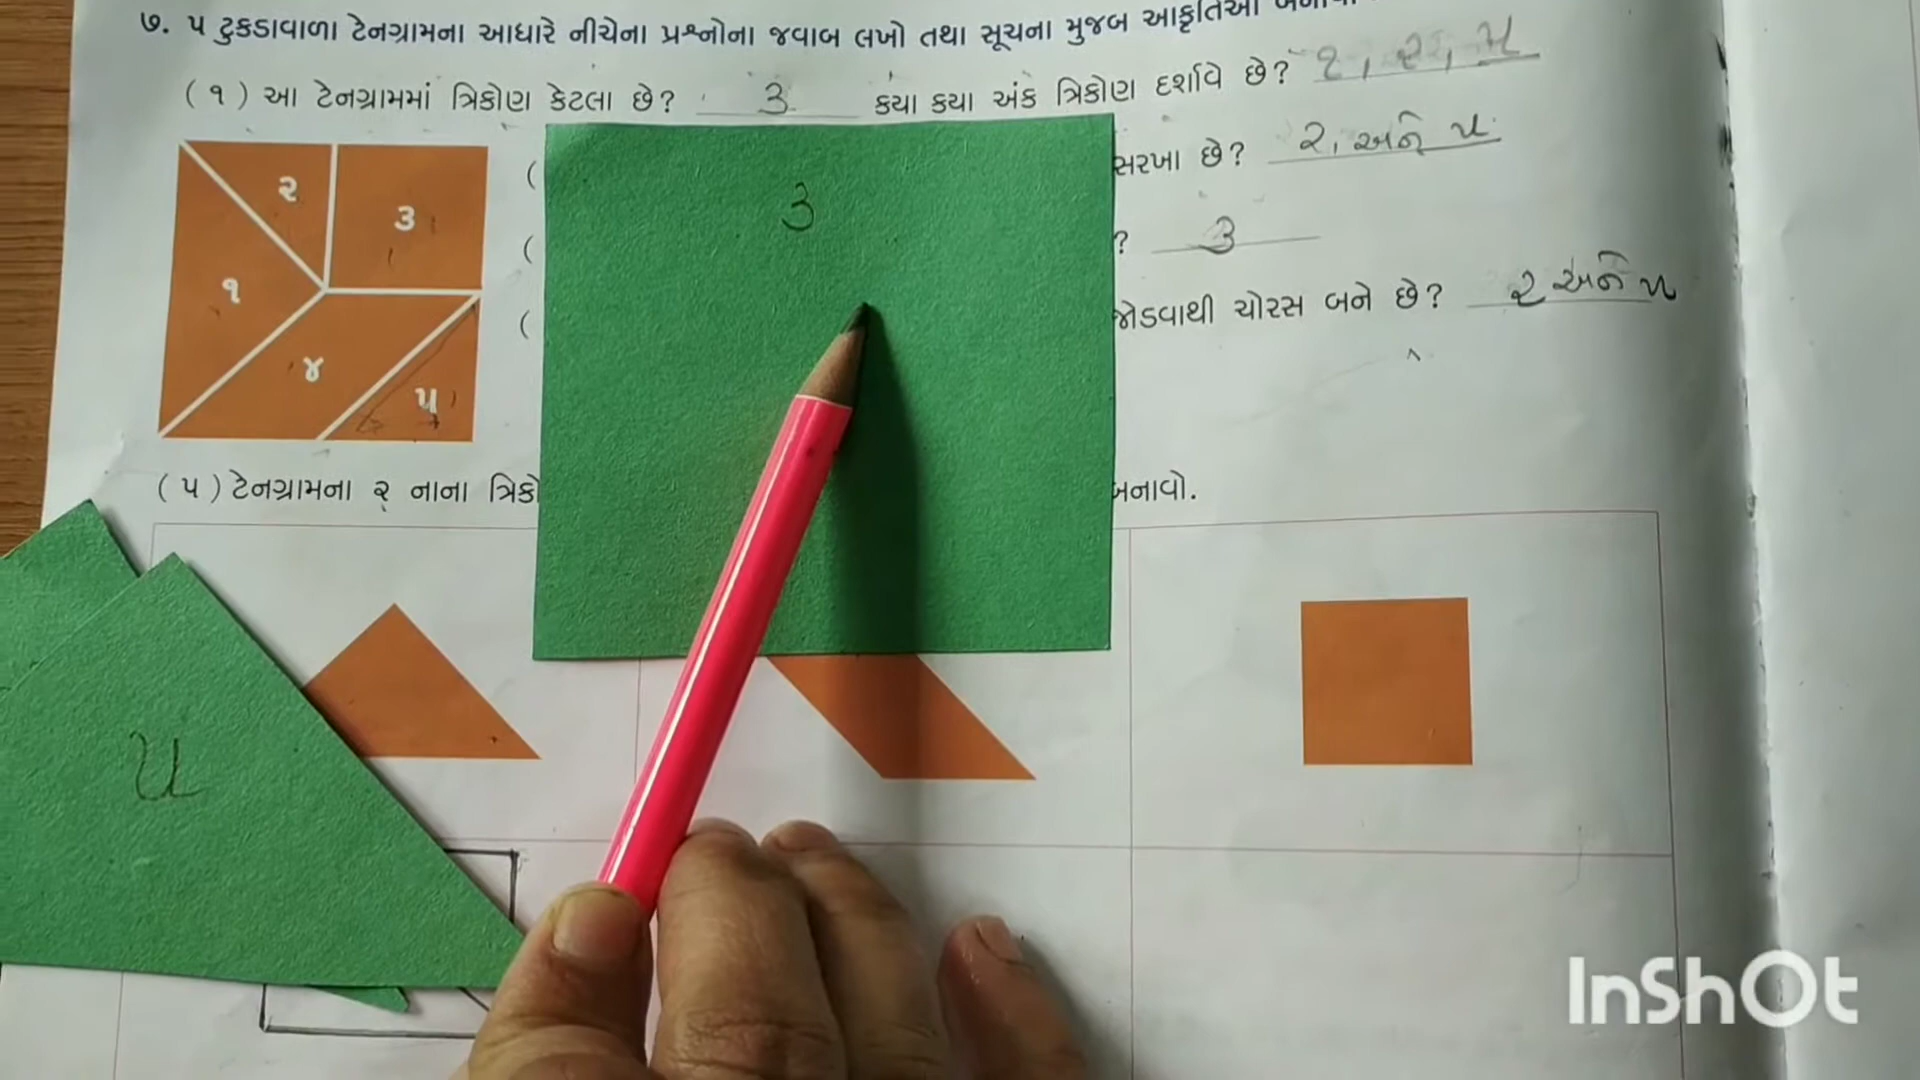 ૭. ૫ ટુકડાવાળા ટેનગ્રામના આધારે નીચેના પ્રશ્નોના જવાબ લખો તથા સૂચના મુજબ આકૃતિઓ
( ૧ ) આ ટેનગ્રામમાં ત્રિકોણ કેટલા છે? ૩ કયા કયા અંક ત્રિકોણ દર્શાવે છે? ૧, ૨, ૫
સરખા છે? ૨, અને ૫
? ૩
જોડવાથી ચોરસ બને છે? ૨ અને ૫
૨
૩
૧
૪
૫
૩
( ૫ ) ટેનગ્રામના ૨ નાના બનાવો.
૫
InShOt